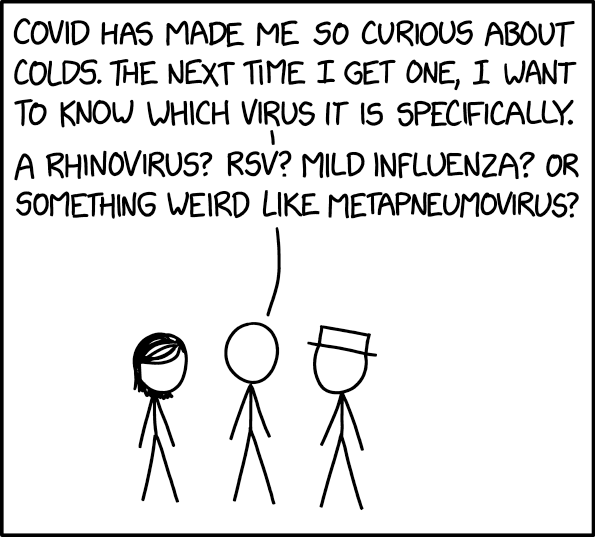 COVID HAS MADE ME SO CURIOUS ABOUT
COLDS. THE NEXT TIME I GET ONE, I WANT
TO KNOW WHICH VIRUS IT IS SPECIFICALLY.
A RHINOVIRUS? RSV? MILD INFLUENZA? OR
SOMETHING WEIRD LIKE METAPNEUMOVIRUS?